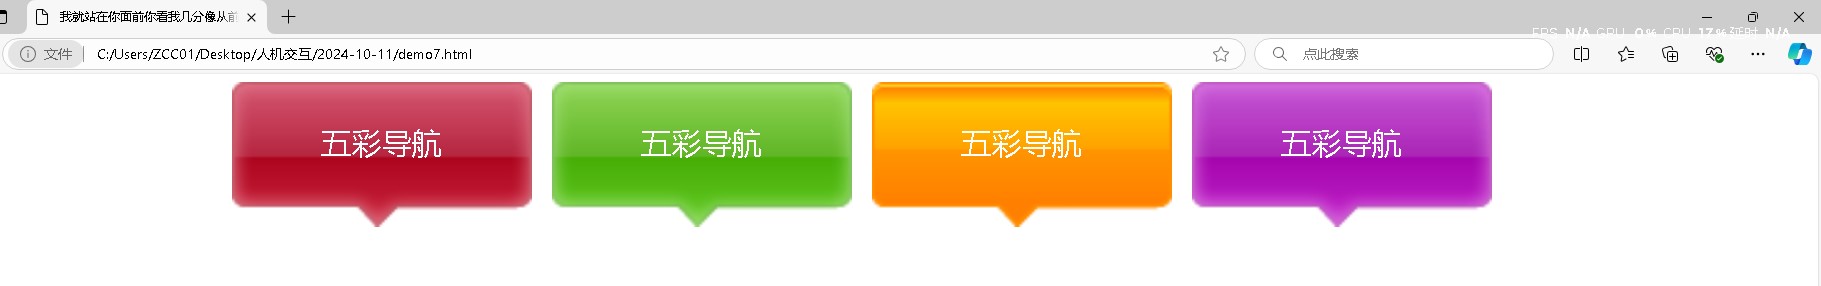 我就站在你面前你看我几分像从前
FPS N/A GPU 0% CPU 17% 延时 N/A
文件 C:/Users/ZCC01/Desktop/人机交互/2024-10-11/demo7.html 点此搜索
五彩导航 五彩导航 五彩导航 五彩导航